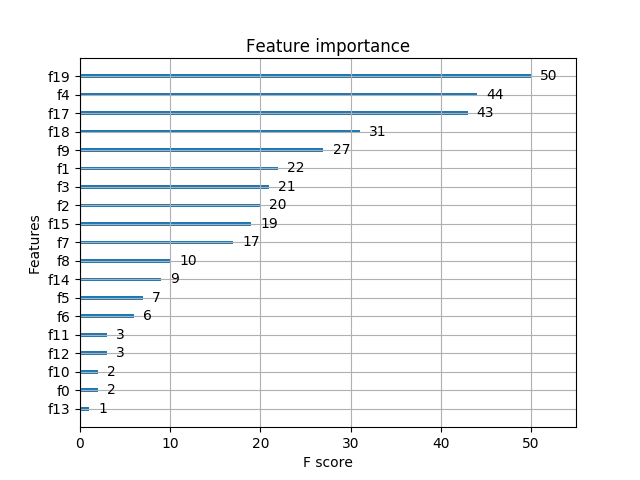 Feature importance
f19 50
f4 44
f17 43
f18 31
f9 27
f1 22
f3 21
f2 20
f15 19
f7 17
f8 10
f14 9
f5 7
f6 6
f11 3
f12 3
f10 2
f0 2
f13 1
0 10 20 30 40 50
F score
Features